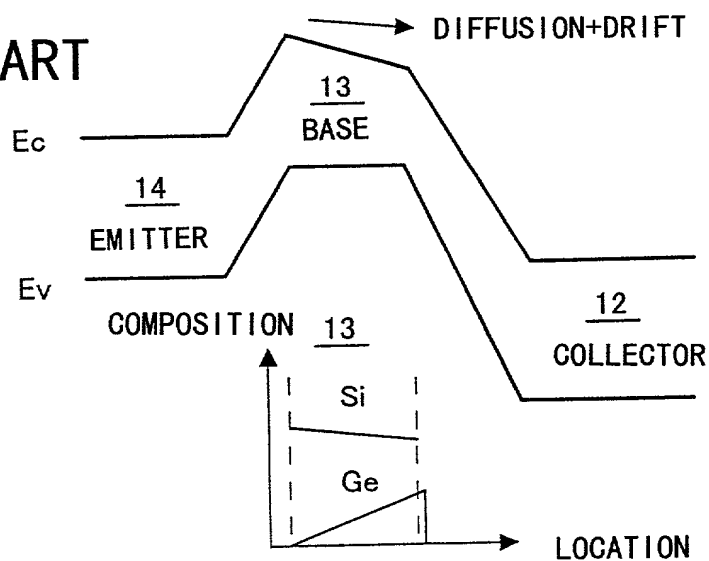 DIFFUSION+DRIFT
ART
13
BASE
Ec
14
EMITTER
Ev
12
COLLECTOR
COMPOSITION 13
Si
Ge
LOCATION